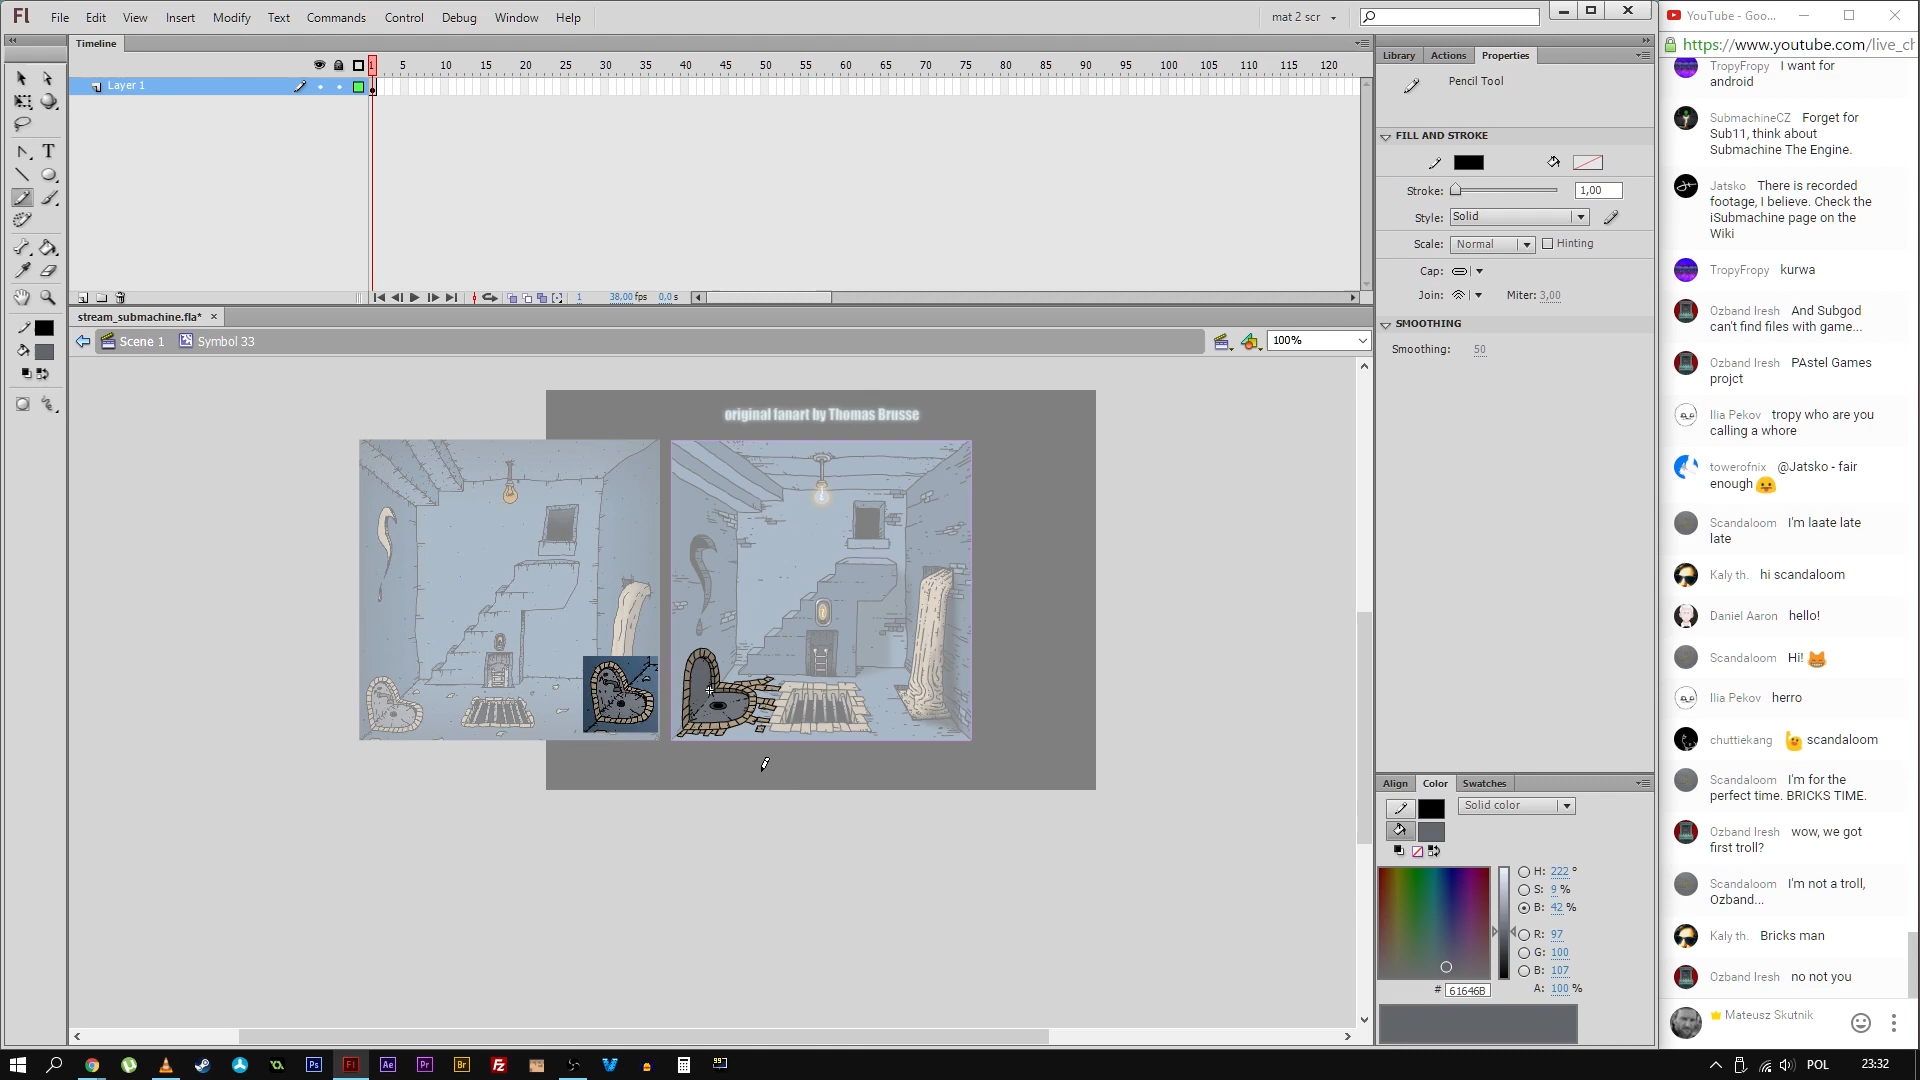 Fl File Edit View Insert Modify Text Commands Control Debug Window Help mat 2 scr
Timeline
1 5 10 15 20 25 30 35 40 45 50 55 60 65 70 75 80 85 90 95 100 105 110 115 120
Layer 1
1 38,00 fps 0,0 s
stream_submachine.fla*
Scene 1 Symbol 33 100%
original fanart by Thomas Brusse
Library Actions Properties
Pencil Tool
FILL AND STROKE
Stroke: 1,00
Style: Solid
Scale: Normal Hinting
Cap:
Join: Miter: 3,00
SMOOTHING
Smoothing: 50
Align Color Swatches
Solid color
H: 222 °
S: 9 %
B: 42 %
R: 97
G: 100
B: 107
# 61646B A: 100 %
YouTube - Goo...
https://www.youtube.com/live_ch
TropyFropy I want for
android
SubmachineCZ Forget for
Sub11, think about
Submachine The Engine.
Jatsko There is recorded
footage, I believe. Check the
iSubmachine page on the
Wiki
TropyFropy kurwa
Ozband Iresh And Subgod
can't find files with game...
Ozband Iresh PAstel Games
projct
Ilia Pekov tropy who are you
calling a whore
towerofnix @Jatsko - fair
enough
Scandaloom I'm laate late
late
Kaly th. hi scandaloom
Daniel Aaron hello!
Scandaloom Hi!
Ilia Pekov herro
chuttiekang scandaloom
Scandaloom I'm for the
perfect time. BRICKS TIME.
Ozband Iresh wow, we got
first troll?
Scandaloom I'm not a troll,
Ozband...
Kaly th. Bricks man
Ozband Iresh no not you
Mateusz Skutnik
Ps Fl Ae Pr Br Fz 99 POL 23:32